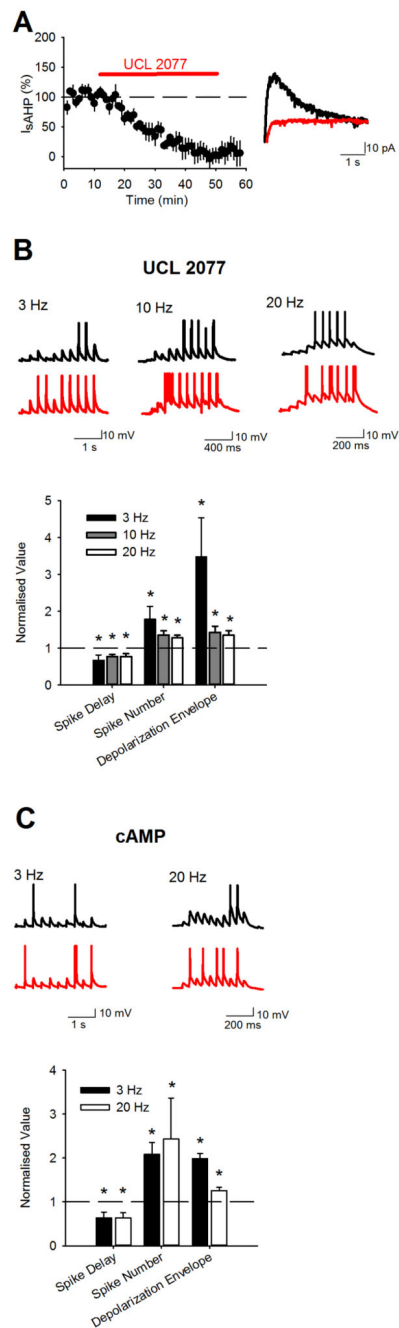 A
UCL 2077
I sAHP (%)
200
150
100
50
0
0 10 20 30 40 50 60
Time (min)
10 pA
1 s
B
UCL 2077
3 Hz
10 Hz
20 Hz
10 mV
1 s
10 mV
400 ms
10 mV
200 ms
Normalised Value
5
4
3
2
1
0
3 Hz
10 Hz
20 Hz
* * *
* * *
* * *
Spike Delay
Spike Number
Depolarization Envelope
C
cAMP
3 Hz
20 Hz
10 mV
1 s
10 mV
200 ms
Normalised Value
4
3
2
1
0
3 Hz
20 Hz
* *
* *
* *
Spike Delay
Spike Number
Depolarization Envelope